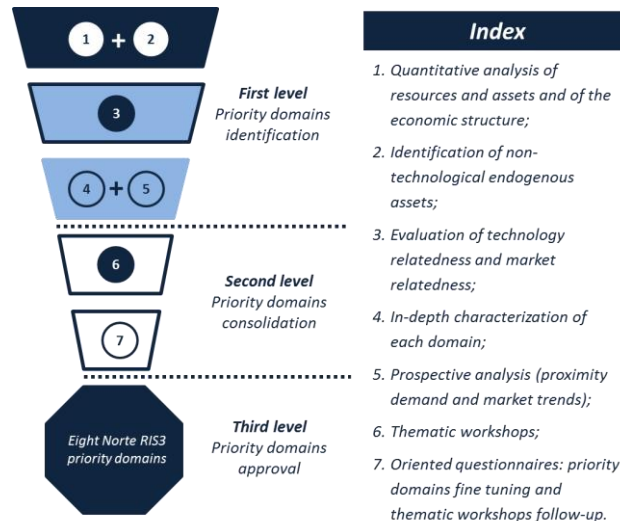 1 + 2
3
4 + 5
First level
Priority domains
identification
6
7
Second level
Priority domains
consolidation
Eight Norte RIS3
priority domains
Third level
Priority domains
approval
Index
1. Quantitative analysis of
resources and assets and of the
economic structure;
2. Identification of non-
technological endogenous
assets;
3. Evaluation of technology
relatedness and market
relatedness;
4. In-depth characterization of
each domain;
5. Prospective analysis (proximity
demand and market trends);
6. Thematic workshops;
7. Oriented questionnaires: priority
domains fine tuning and
thematic workshops follow-up.